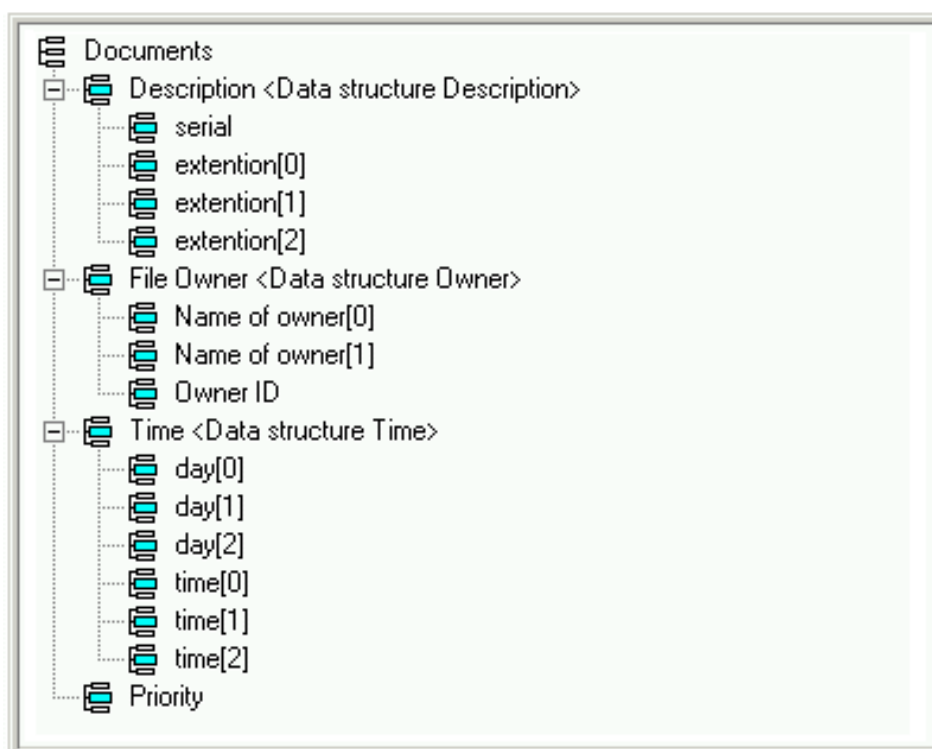 Documents
Description <Data structure Description>
serial
extention[0]
extention[1]
extention[2]
File Owner <Data structure Owner>
Name of owner[0]
Name of owner[1]
Owner ID
Time <Data structure Time>
day[0]
day[1]
day[2]
time[0]
time[1]
time[2]
Priority